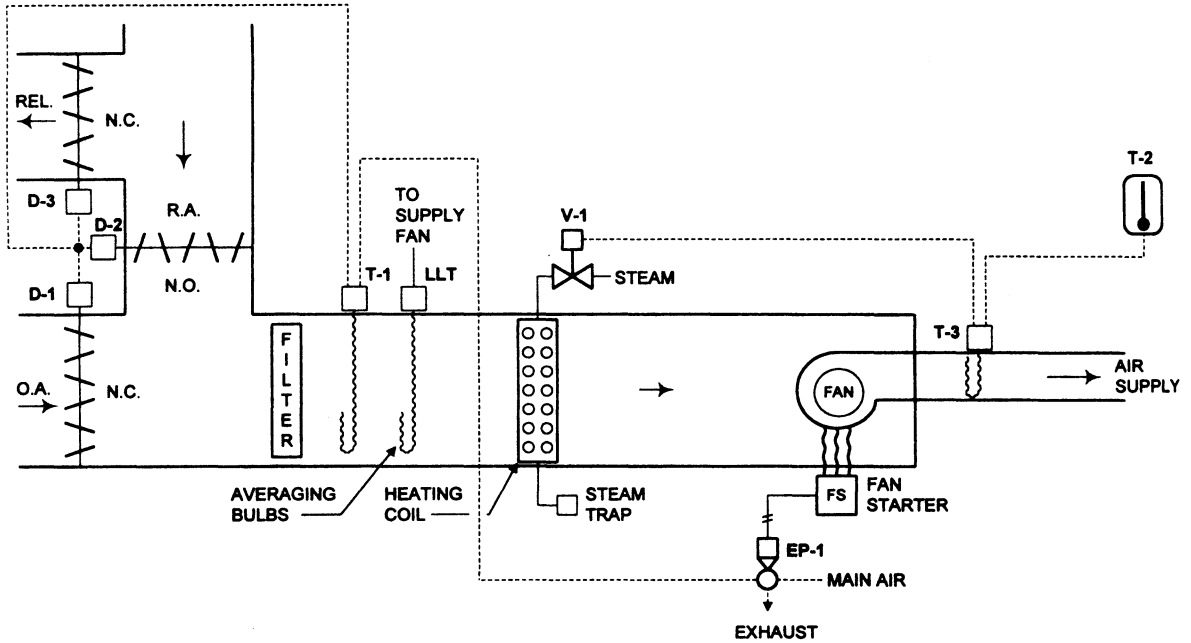 REL.
N.C.
D-3
D-2
R.A.
N.O.
D-1
O.A.
N.C.
FILTER
TO
SUPPLY
FAN
T-1
LLT
V-1
STEAM
T-2
T-3
AIR
SUPPLY
FAN
AVERAGING
BULBS
HEATING
COIL
STEAM
TRAP
FS
FAN
STARTER
EP-1
MAIN AIR
EXHAUST